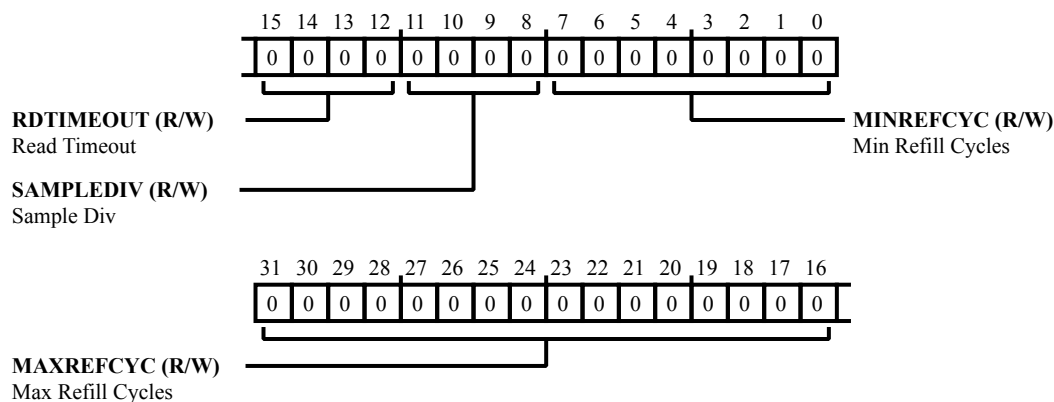 15 14 13 12 11 10 9 8 7 6 5 4 3 2 1 0
0 0 0 0 0 0 0 0 0 0 0 0 0 0 0 0
RDTIMEOUT (R/W)
Read Timeout
MINREFCYC (R/W)
Min Refill Cycles
SAMPLEDIV (R/W)
Sample Div
31 30 29 28 27 26 25 24 23 22 21 20 19 18 17 16
0 0 0 0 0 0 0 0 0 0 0 0 0 0 0 0
MAXREFCYC (R/W)
Max Refill Cycles